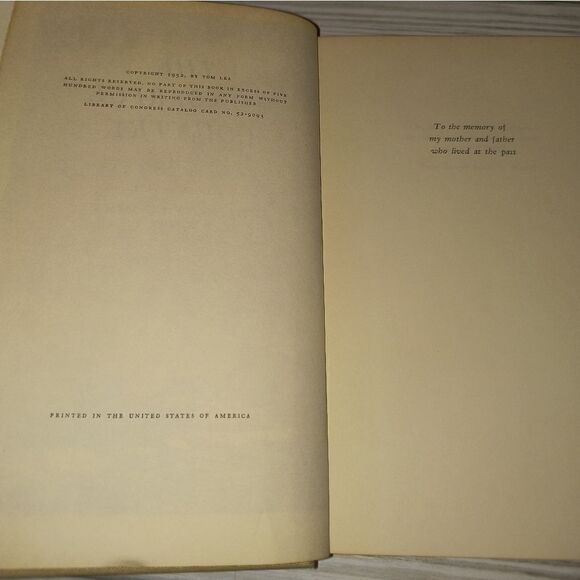 COPYRIGHT 1952, BY TOM LEA
ALL RIGHTS RESERVED. NO PART OF THIS BOOK IN EXCESS OF FIVE
HUNDRED WORDS MAY BE REPRODUCED IN ANY FORM WITHOUT
PERMISSION IN WRITING FROM THE PUBLISHER
LIBRARY OF CONGRESS CATALOG CARD NO. 52-9093
PRINTED IN THE UNITED STATES OF AMERICA
To the memory of
my mother and father
who lived at the pass